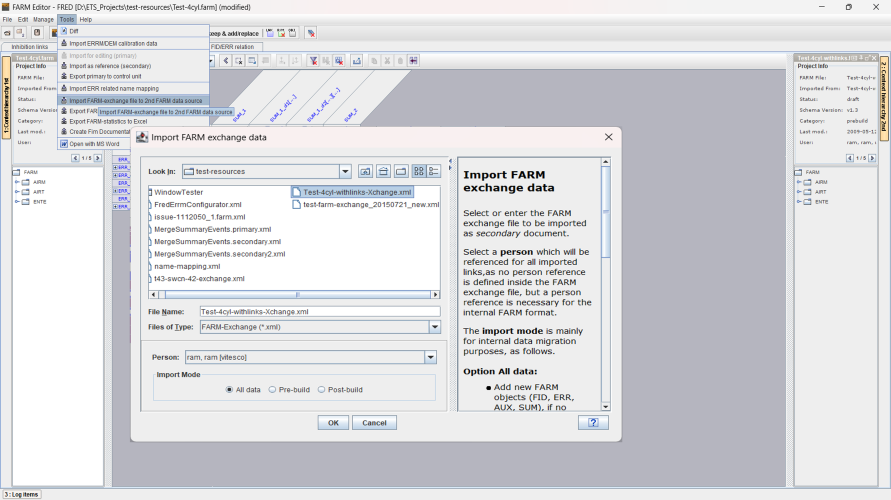 FARM Editor - FRED [D:\ETS_Projects\test-resources\Test-4cyl.farm] (modified)
File Edit Manage Tools Help
keep & add/replace
Inhibition links
FID/ERR relation
Diff
Import ERRM/DEM calibration data
Import for editing (primary)
Import as reference (secondary)
Export primary to control unit
Import ERR related name mapping
Import FARM-exchange file to 2nd FARM data source
Export FAR
Import FARM-exchange file to 2nd FARM data source
Export FARM-statistics to Excel
Create Fim Documentat
Open with MS Word
1: Context hierarchy 1st
Test-4cyl.farm
Project Info
FARM File:
Imported From:
Status:
Schema Version
Category:
Last mod.:
User:
1 / 5
FARM
AIRM
AIRT
ENTE
SUM_1
SUM_1_d3[...]
SUM_1_d3[...]
SUM_2
ERR_
ERR_
ERR_
ERR_
ERR_
ERR_
ERR_
Import FARM exchange data
Look In: test-resources
WindowTester
FredErrmConfigurator.xml
issue-1112050_1.farm.xml
MergeSummaryEvents.primary.xml
MergeSummaryEvents.secondary.xml
MergeSummaryEvents.secondary2.xml
name-mapping.xml
t43-swcn-42-exchange.xml
Test-4cyl-withlinks-Xchange.xml
test-farm-exchange_20150721_new.xml
File Name: Test-4cyl-withlinks-Xchange.xml
Files of Type: FARM-Exchange (*.xml)
Person: ram, ram [vitesco]
Import Mode
All data Pre-build Post-build
OK Cancel
Import FARM
exchange data
Select or enter the FARM
exchange file to be imported
as secondary document.
Select a person which will be
referenced for all imported
links,as no person reference
is defined inside the FARM
exchange file, but a person
reference is necessary for the
internal FARM format.
The import mode is mainly
for internal data migration
purposes, as follows.
Option All data:
Add new FARM
objects (FID, ERR,
AUX, SUM), if no
?
Test-4cyl-withlinks.f
Project Info
FARM File: Test-4cyl-v
Imported From: Test-4cyl-v
Status: draft
Schema Version: v1.3
Category: prebuild
Last mod.: 2009-05-1
User: ram, ram,
1 / 5
FARM
AIRM
AIRT
ENTE
2: Context hierarchy 2nd
3: Log items